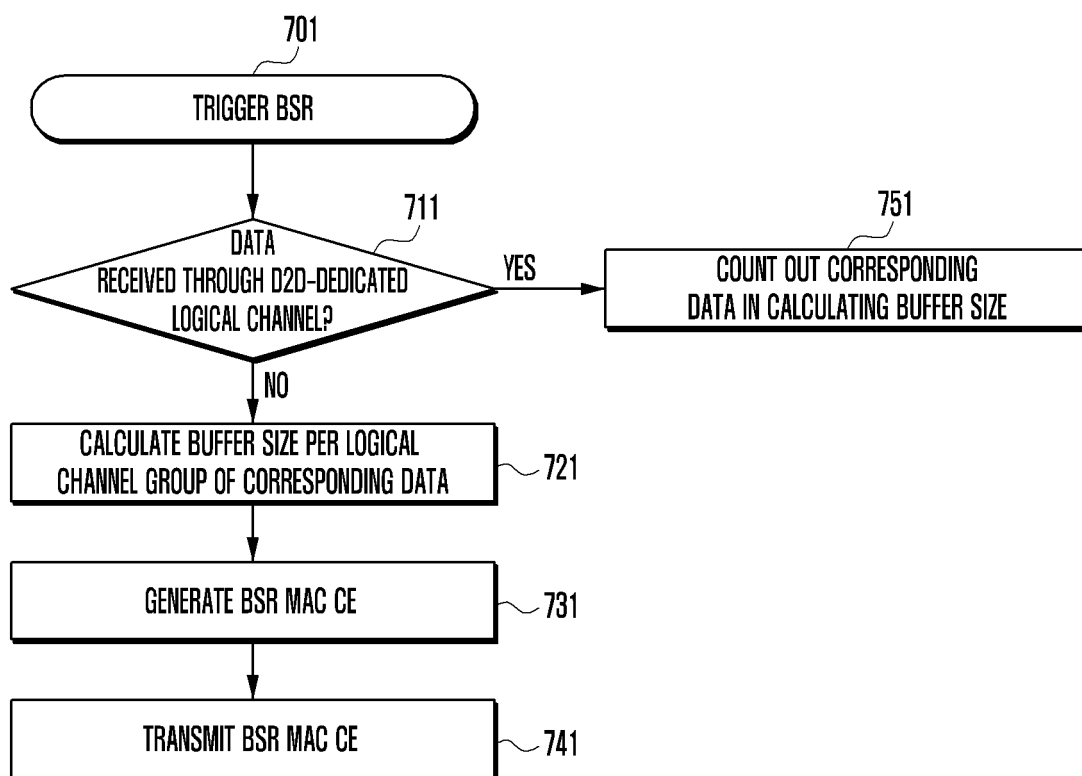 701
TRIGGER BSR
711
DATA
RECEIVED THROUGH D2D-DEDICATED
LOGICAL CHANNEL?
YES
751
COUNT OUT CORRESPONDING
DATA IN CALCULATING BUFFER SIZE
NO
CALCULATE BUFFER SIZE PER LOGICAL
CHANNEL GROUP OF CORRESPONDING DATA
721
GENERATE BSR MAC CE
731
TRANSMIT BSR MAC CE
741